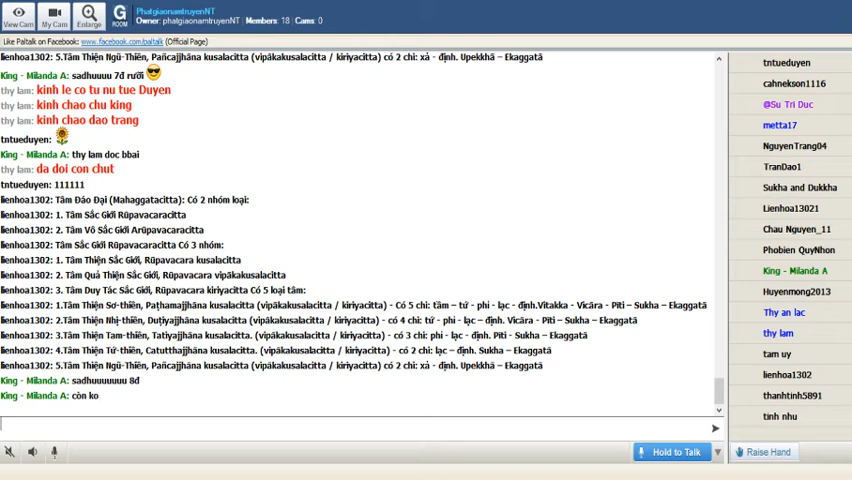 View Cam
My Cam
Enlarge
G
ROOM
PhatgiaonamtruyenNT
Owner: phatgiaonamtruyenNT | Members: 18 | Cams: 0
Like Paltalk on Facebook: www.facebook.com/paltalk (Official Page)
lienhoa1302: 5.Tâm Thiện Ngũ-Thiền, Pañcajjhāna kusalacitta (vipākakusalacitta / kiriyacitta) có 2 chi: xả - định. Upekkhā – Ekaggatā
King - Milanda A: sadhuuuu 7đ rưỡi
thy lam: kinh le co tu nu tue Duyen
thy lam: kinh chao chu king
thy lam: kinh chao dao trang
tntueduyen:
King - Milanda A: thy lam doc bbai
thy lam: da doi con chut
tntueduyen: 111111
lienhoa1302: Tâm Đáo Đại (Mahaggatacitta): Có 2 nhóm loại:
lienhoa1302: 1. Tâm Sắc Giới Rūpavacaracitta
lienhoa1302: 2. Tâm Vô Sắc Giới Arūpavacaracitta
lienhoa1302: Tâm Sắc Giới Rūpavacaracitta Có 3 nhóm:
lienhoa1302: 1. Tâm Thiện Sắc Giới, Rūpavacara kusalacitta
lienhoa1302: 2. Tâm Quả Thiện Sắc Giới, Rūpavacara vipākakusalacitta
lienhoa1302: 3. Tâm Duy Tác Sắc Giới, Rūpavacara kiriyacitta Có 5 loại tâm:
lienhoa1302: 1.Tâm Thiện Sơ-thiền, Paṭhamajjhāna kusalacitta (vipākakusalacitta / kiriyacitta) - Có 5 chi: tầm – tứ - phi - lạc - định.Vitakka - Vicāra - Pīti – Sukha – Ekaggatā
lienhoa1302: 2.Tâm Thiện Nhị-thiền, Dutiyajjhāna kusalacitta (vipākakusalacitta / kiriyacitta) - có 4 chi: tứ - phi - lạc – định. Vicāra - Pīti – Sukha – Ekaggatā
lienhoa1302: 3.Tâm Thiện Tam-thiền, Tatiyajjhāna kusalacitta. (vipākakusalacitta / kiriyacitta) - có 3 chi: phi - lạc – định. Pīti - Sukha – Ekaggatā
lienhoa1302: 4.Tâm Thiện Tứ-thiền, Catutthajjhāna kusalacitta. (vipākakusalacitta / kiriyacitta) - có 2 chi: lạc – định. Sukha – Ekaggatā
lienhoa1302: 5.Tâm Thiện Ngũ-Thiền, Pañcajjhāna kusalacitta (vipākakusalacitta / kiriyacitta) có 2 chi: xả - định. Upekkhā – Ekaggatā
King - Milanda A: sadhuuuuuuuu 8đ
King - Milanda A: còn ko
Hold to Talk
Raise Hand
tntueduyen
cahnekson1116
@Su Tri Duc
metta17
NguyenTrang04
TranDao1
Sukha and Dukkha
Lienhoa13021
Chau Nguyen_11
Phobien QuyNhon
King - Milanda A
Huyenmong2013
Thy an lac
thy lam
tam uy
lienhoa1302
thanhtinh5891
tinh nhu